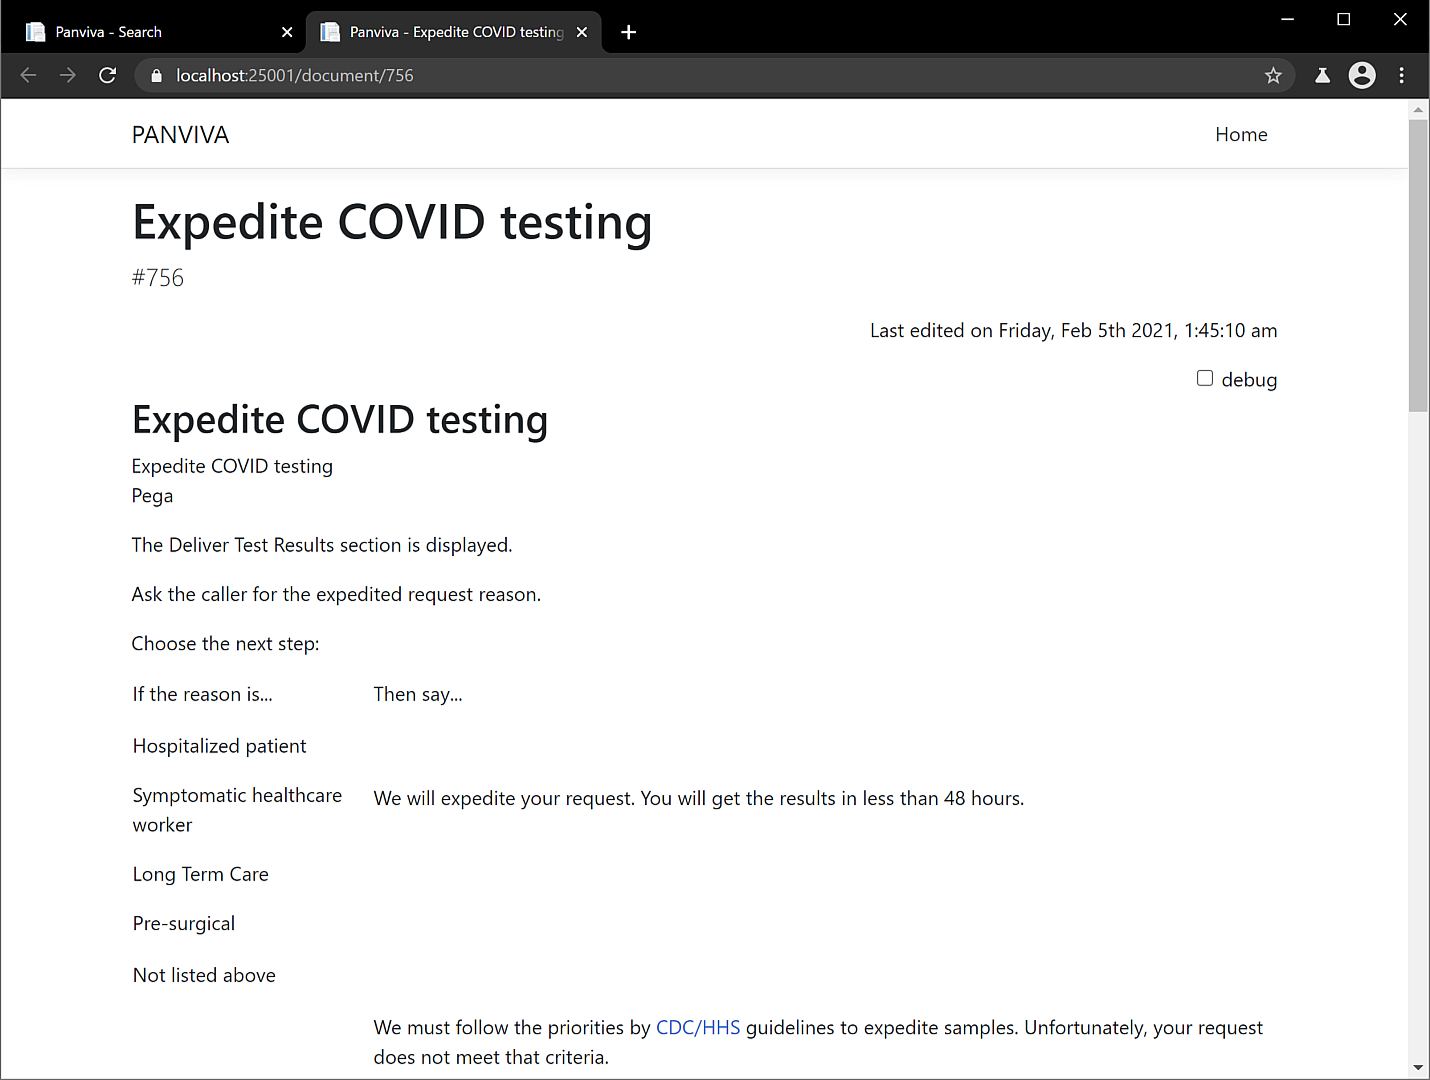 Panviva - Search
Panviva - Expedite COVID testing
localhost:25001/document/756
PANVIVA
Home
Expedite COVID testing
#756
Last edited on Friday, Feb 5th 2021, 1:45:10 am
debug
Expedite COVID testing
Expedite COVID testing
Pega
The Deliver Test Results section is displayed.
Ask the caller for the expedited request reason.
Choose the next step:
If the reason is...
Then say...
Hospitalized patient
Symptomatic healthcare
worker
We will expedite your request. You will get the results in less than 48 hours.
Long Term Care
Pre-surgical
Not listed above
We must follow the priorities by CDC/HHS guidelines to expedite samples. Unfortunately, your request
does not meet that criteria.